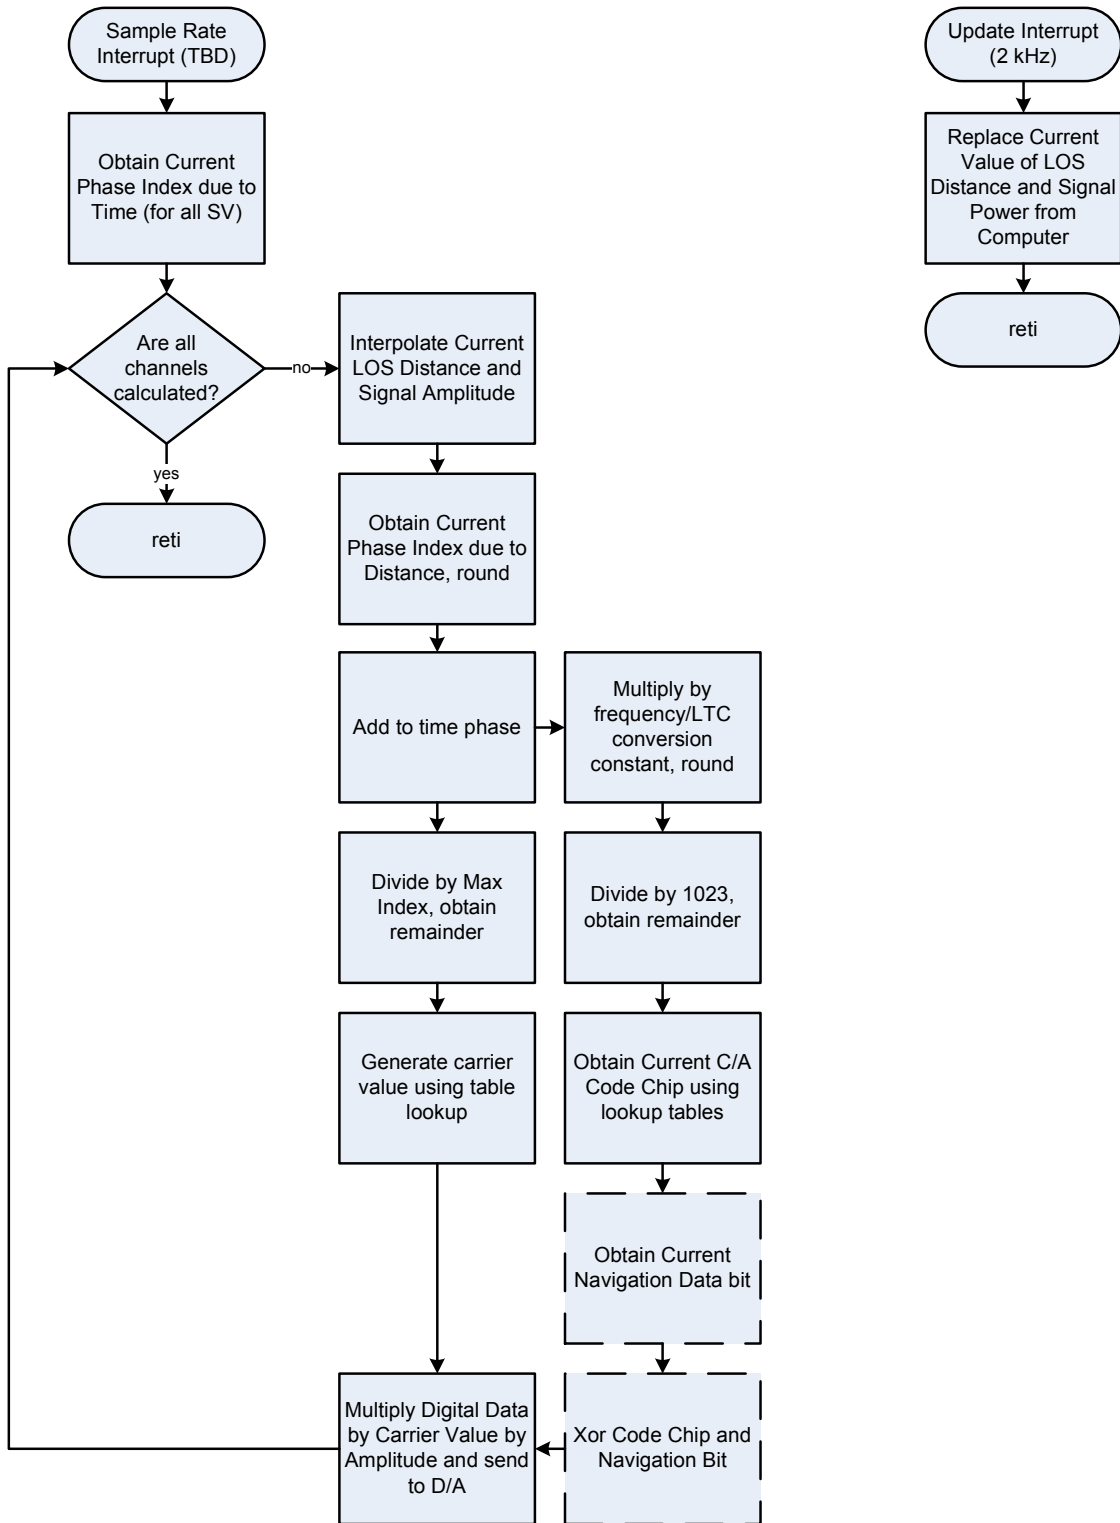 Sample Rate
Interrupt (TBD)
Update Interrupt
(2 kHz)
Obtain Current
Phase Index due to
Time (for all SV)
Replace Current
Value of LOS
Distance and Signal
Power from
Computer
Are all
channels
calculated?
no
Interpolate Current
LOS Distance and
Signal Amplitude
reti
yes
reti
Obtain Current
Phase Index due to
Distance, round
Add to time phase
Multiply by
frequency/LTC
conversion
constant, round
Divide by Max
Index, obtain
remainder
Divide by 1023,
obtain remainder
Generate carrier
value using table
lookup
Obtain Current C/A
Code Chip using
lookup tables
Obtain Current
Navigation Data bit
Multiply Digital Data
by Carrier Value by
Amplitude and send
to D/A
Xor Code Chip and
Navigation Bit